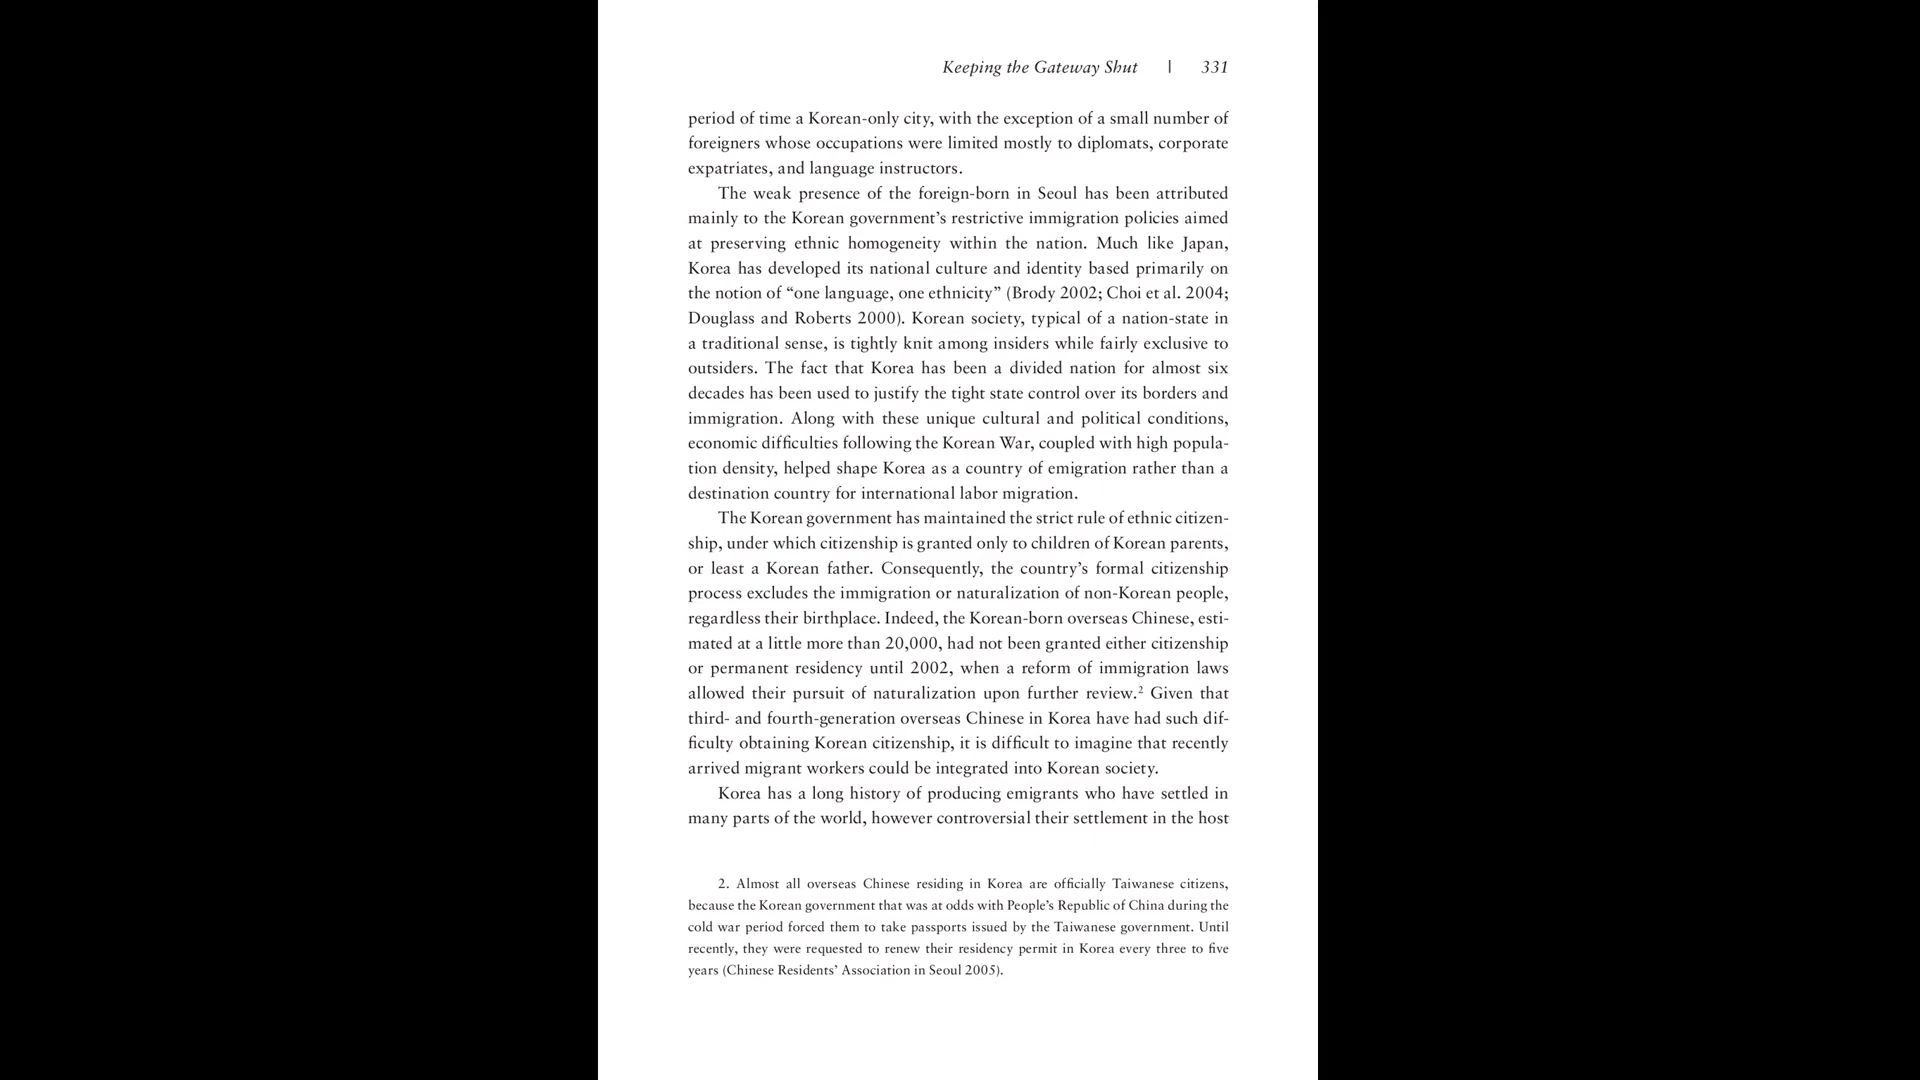 Keeping the Gateway Shut | 331
period of time a Korean-only city, with the exception of a small number of
foreigners whose occupations were limited mostly to diplomats, corporate
expatriates, and language instructors.
The weak presence of the foreign-born in Seoul has been attributed
mainly to the Korean government’s restrictive immigration policies aimed
at preserving ethnic homogeneity within the nation. Much like Japan,
Korea has developed its national culture and identity based primarily on
the notion of “one language, one ethnicity” (Brody 2002; Choi et al. 2004;
Douglass and Roberts 2000). Korean society, typical of a nation-state in
a traditional sense, is tightly knit among insiders while fairly exclusive to
outsiders. The fact that Korea has been a divided nation for almost six
decades has been used to justify the tight state control over its borders and
immigration. Along with these unique cultural and political conditions,
economic difficulties following the Korean War, coupled with high popula-
tion density, helped shape Korea as a country of emigration rather than a
destination country for international labor migration.
The Korean government has maintained the strict rule of ethnic citizen-
ship, under which citizenship is granted only to children of Korean parents,
or least a Korean father. Consequently, the country’s formal citizenship
process excludes the immigration or naturalization of non-Korean people,
regardless their birthplace. Indeed, the Korean-born overseas Chinese, esti-
mated at a little more than 20,000, had not been granted either citizenship
or permanent residency until 2002, when a reform of immigration laws
allowed their pursuit of naturalization upon further review.² Given that
third- and fourth-generation overseas Chinese in Korea have had such dif-
ficulty obtaining Korean citizenship, it is difficult to imagine that recently
arrived migrant workers could be integrated into Korean society.
Korea has a long history of producing emigrants who have settled in
many parts of the world, however controversial their settlement in the host
2. Almost all overseas Chinese residing in Korea are officially Taiwanese citizens,
because the Korean government that was at odds with People’s Republic of China during the
cold war period forced them to take passports issued by the Taiwanese government. Until
recently, they were requested to renew their residency permit in Korea every three to five
years (Chinese Residents’ Association in Seoul 2005).